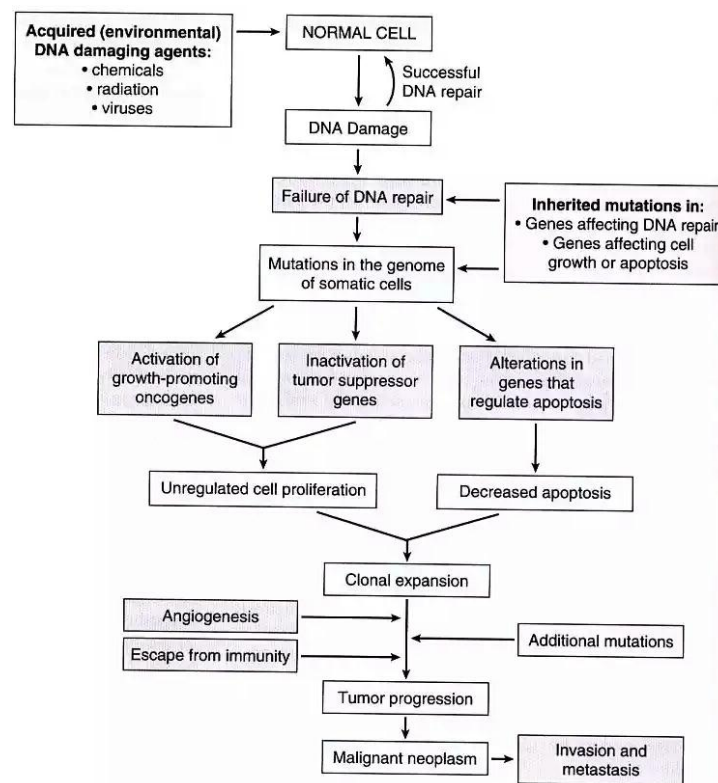 Acquired (environmental)
DNA damaging agents:
• chemicals
• radiation
• viruses
NORMAL CELL
Successful
DNA repair
DNA Damage
Failure of DNA repair
Inherited mutations in:
• Genes affecting DNA repair
• Genes affecting cell
growth or apoptosis
Mutations in the genome
of somatic cells
Activation of
growth-promoting
oncogenes
Inactivation of
tumor suppressor
genes
Alterations in
genes that
regulate apoptosis
Unregulated cell proliferation
Decreased apoptosis
Clonal expansion
Angiogenesis
Additional mutations
Escape from immunity
Tumor progression
Malignant neoplasm
Invasion and
metastasis